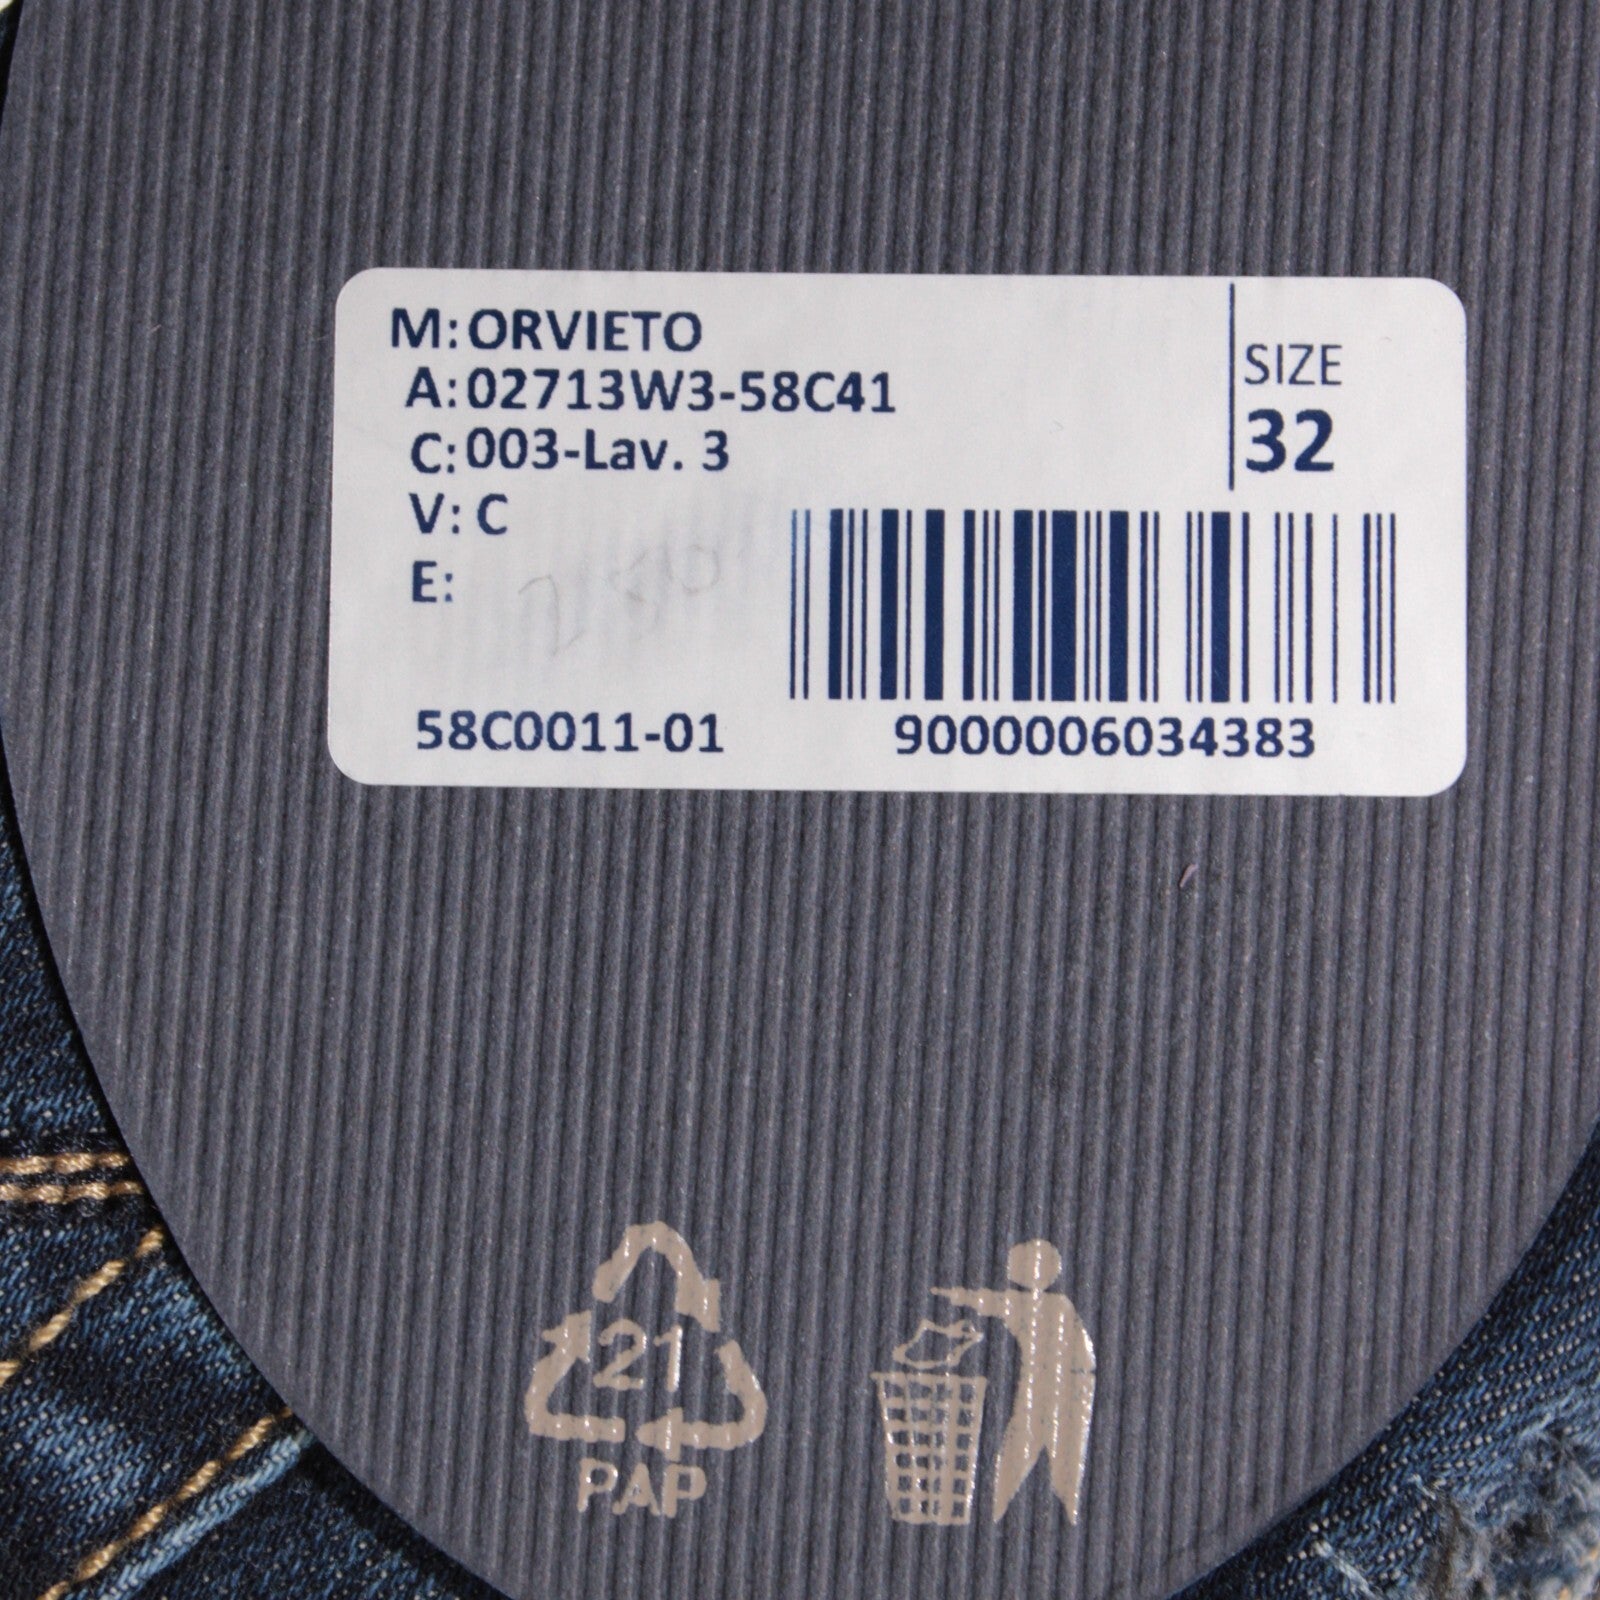 M: ORVIETO
A: 02713W3-58C41
C: 003-Lav. 3
V: C
E:
SIZE
32
58C0011-01
9000006034383
21
PAP